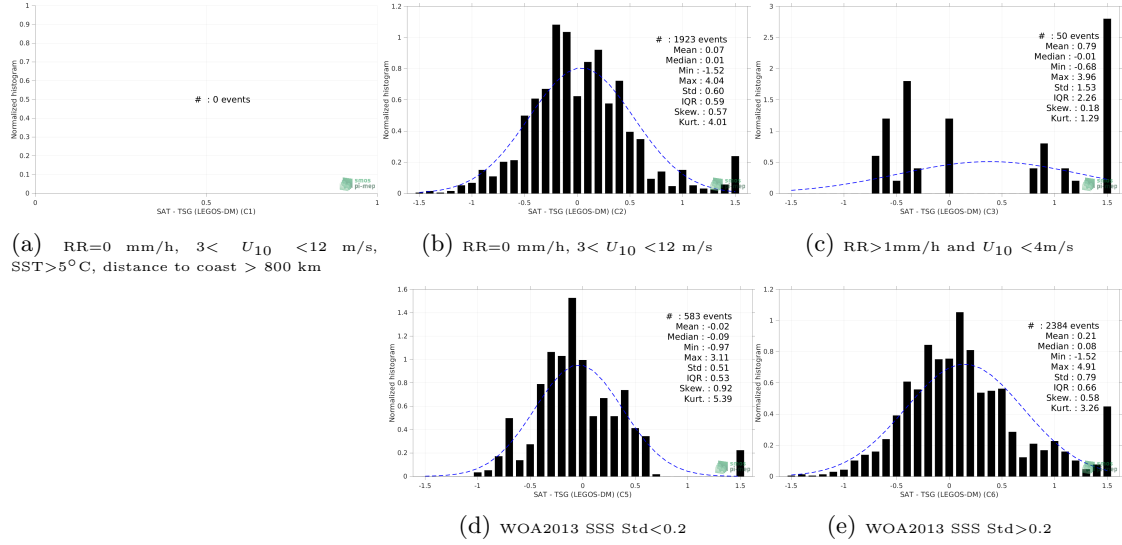 1
0.9
0.8
0.7
0.6
0.5
0.4
0.3
0.2
0.1
0
Normalized histogram
# : 0 events
smos
pi-mep
0 0.5 1
SAT - TSG (LEGOS-DM) (C1)
(a) RR=0 mm/h, 3< U10 <12 m/s,
SST>5°C, distance to coast > 800 km
1.2
1
0.8
0.6
0.4
0.2
0
Normalized histogram
# : 1923 events
Mean : 0.07
Median : 0.01
Min : -1.52
Max : 4.04
Std : 0.60
IQR : 0.59
Skew. : 0.57
Kurt. : 4.01
smos
pi-mep
-1.5 -1 -0.5 0 0.5 1 1.5
SAT - TSG (LEGOS-DM) (C2)
(b) RR=0 mm/h, 3< U10 <12 m/s
3
2.5
2
1.5
1
0.5
0
Normalized histogram
# : 50 events
Mean : 0.79
Median : -0.01
Min : -0.68
Max : 3.96
Std : 1.53
IQR : 2.26
Skew. : 0.18
Kurt. : 1.29
smos
pi-mep
-1.5 -1 -0.5 0 0.5 1 1.5
SAT - TSG (LEGOS-DM) (C3)
(c) RR>1mm/h and U10 <4m/s
1.6
1.4
1.2
1
0.8
0.6
0.4
0.2
0
Normalized histogram
# : 583 events
Mean : -0.02
Median : -0.09
Min : -0.97
Max : 3.11
Std : 0.51
IQR : 0.53
Skew. : 0.92
Kurt. : 5.39
smos
pi-mep
-1.5 -1 -0.5 0 0.5 1 1.5
SAT - TSG (LEGOS-DM) (C5)
(d) WOA2013 SSS Std<0.2
1.2
1
0.8
0.6
0.4
0.2
0
Normalized histogram
# : 2384 events
Mean : 0.21
Median : 0.08
Min : -1.52
Max : 4.91
Std : 0.79
IQR : 0.66
Skew. : 0.58
Kurt. : 3.26
smos
pi-mep
-1.5 -1 -0.5 0 0.5 1 1.5
SAT - TSG (LEGOS-DM) (C6)
(e) WOA2013 SSS Std>0.2